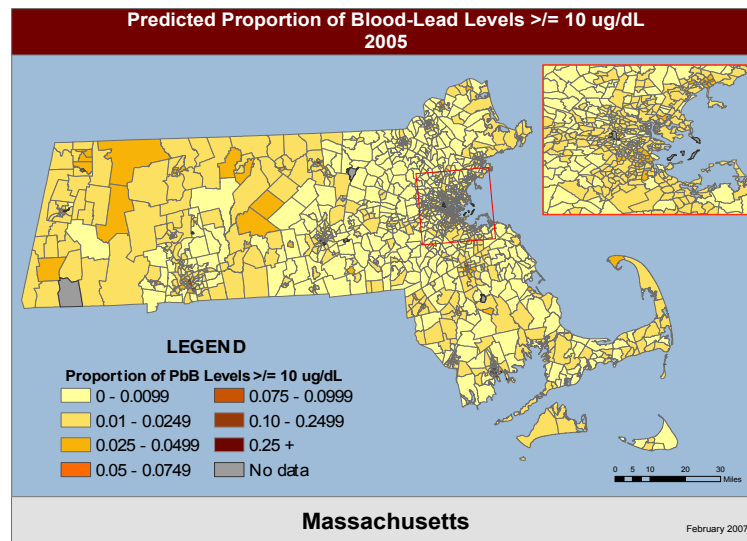 Predicted Proportion of Blood-Lead Levels >/= 10 ug/dL
2005
LEGEND
Proportion of PbB Levels >/= 10 ug/dL
0 - 0.0099
0.01 - 0.0249
0.025 - 0.0499
0.05 - 0.0749
0.075 - 0.0999
0.10 - 0.2499
0.25 +
No data
0 5 10 20 30
Miles
Massachusetts
February 2007